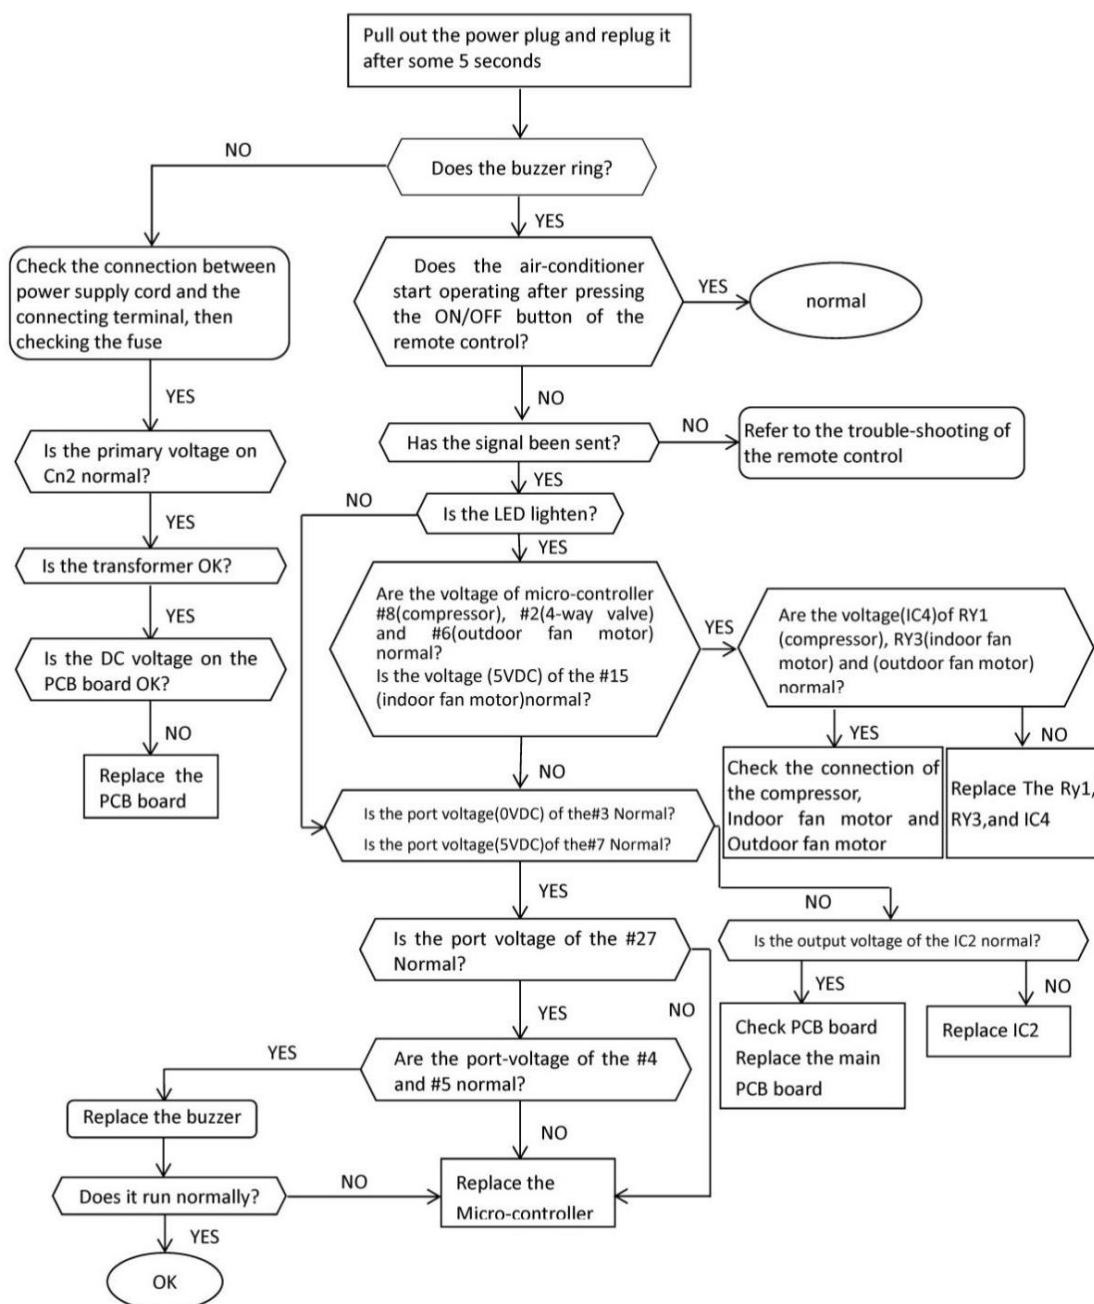 Pull out the power plug and replug it
after some 5 seconds
NO
Does the buzzer ring?
YES
Check the connection between
power supply cord and the
connecting terminal, then
checking the fuse
Does the air-conditioner
start operating after pressing
the ON/OFF button of the
remote control?
YES
normal
YES
NO
Is the primary voltage on
Cn2 normal?
Has the signal been sent?
NO
Refer to the trouble-shooting of
the remote control
YES
NO
Is the LED lighten?
YES
YES
Is the transformer OK?
YES
Is the DC voltage on the
PCB board OK?
NO
Replace the
PCB board
Are the voltage of micro-controller
#8(compressor), #2(4-way valve)
and #6(outdoor fan motor)
normal?
Is the voltage (5VDC) of the #15
(indoor fan motor)normal?
YES
Are the voltage(IC4)of RY1
(compressor), RY3(indoor fan
motor) and (outdoor fan motor)
normal?
YES
NO
Check the connection of
the compressor,
Indoor fan motor and
Outdoor fan motor
Replace The Ry1,
RY3,and IC4
NO
Is the port voltage(0VDC) of the#3 Normal?
Is the port voltage(5VDC)of the#7 Normal?
YES
NO
Is the port voltage of the #27
Normal?
Is the output voltage of the IC2 normal?
YES
NO
YES
NO
Check PCB board
Replace the main
PCB board
Replace IC2
YES
Are the port-voltage of the #4
and #5 normal?
Replace the buzzer
NO
Does it run normally?
NO
Replace the
Micro-controller
YES
OK